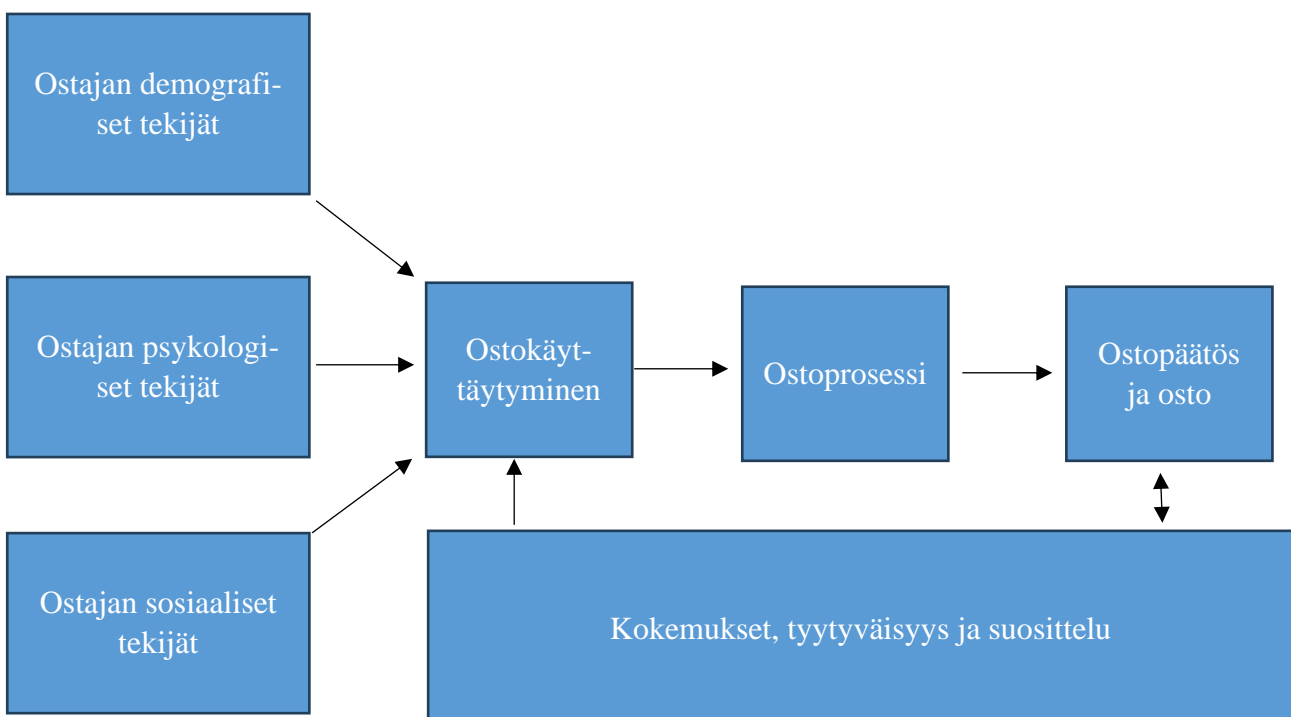 Ostajan demografi-
set tekijät
Ostajan psykologi-
set tekijät
Ostokäyt-
täytyminen
Ostoprosessi
Ostopäätös
ja osto
Ostajan sosiaaliset
tekijät
Kokemukset, tyytyväisyys ja suosittelu